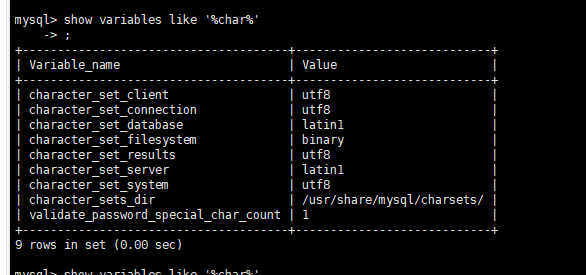 mysql> show variables like '%char%'
    -> ;
+--------------------------------------+----------------------------+
| Variable_name | Value |
+--------------------------------------+----------------------------+
| character_set_client | utf8 |
| character_set_connection | utf8 |
| character_set_database | latin1 |
| character_set_filesystem | binary |
| character_set_results | utf8 |
| character_set_server | latin1 |
| character_set_system | utf8 |
| character_sets_dir | /usr/share/mysql/charsets/ |
| validate_password_special_char_count | 1 |
+--------------------------------------+----------------------------+
9 rows in set (0.00 sec)
mysql> show variables like '%char%'